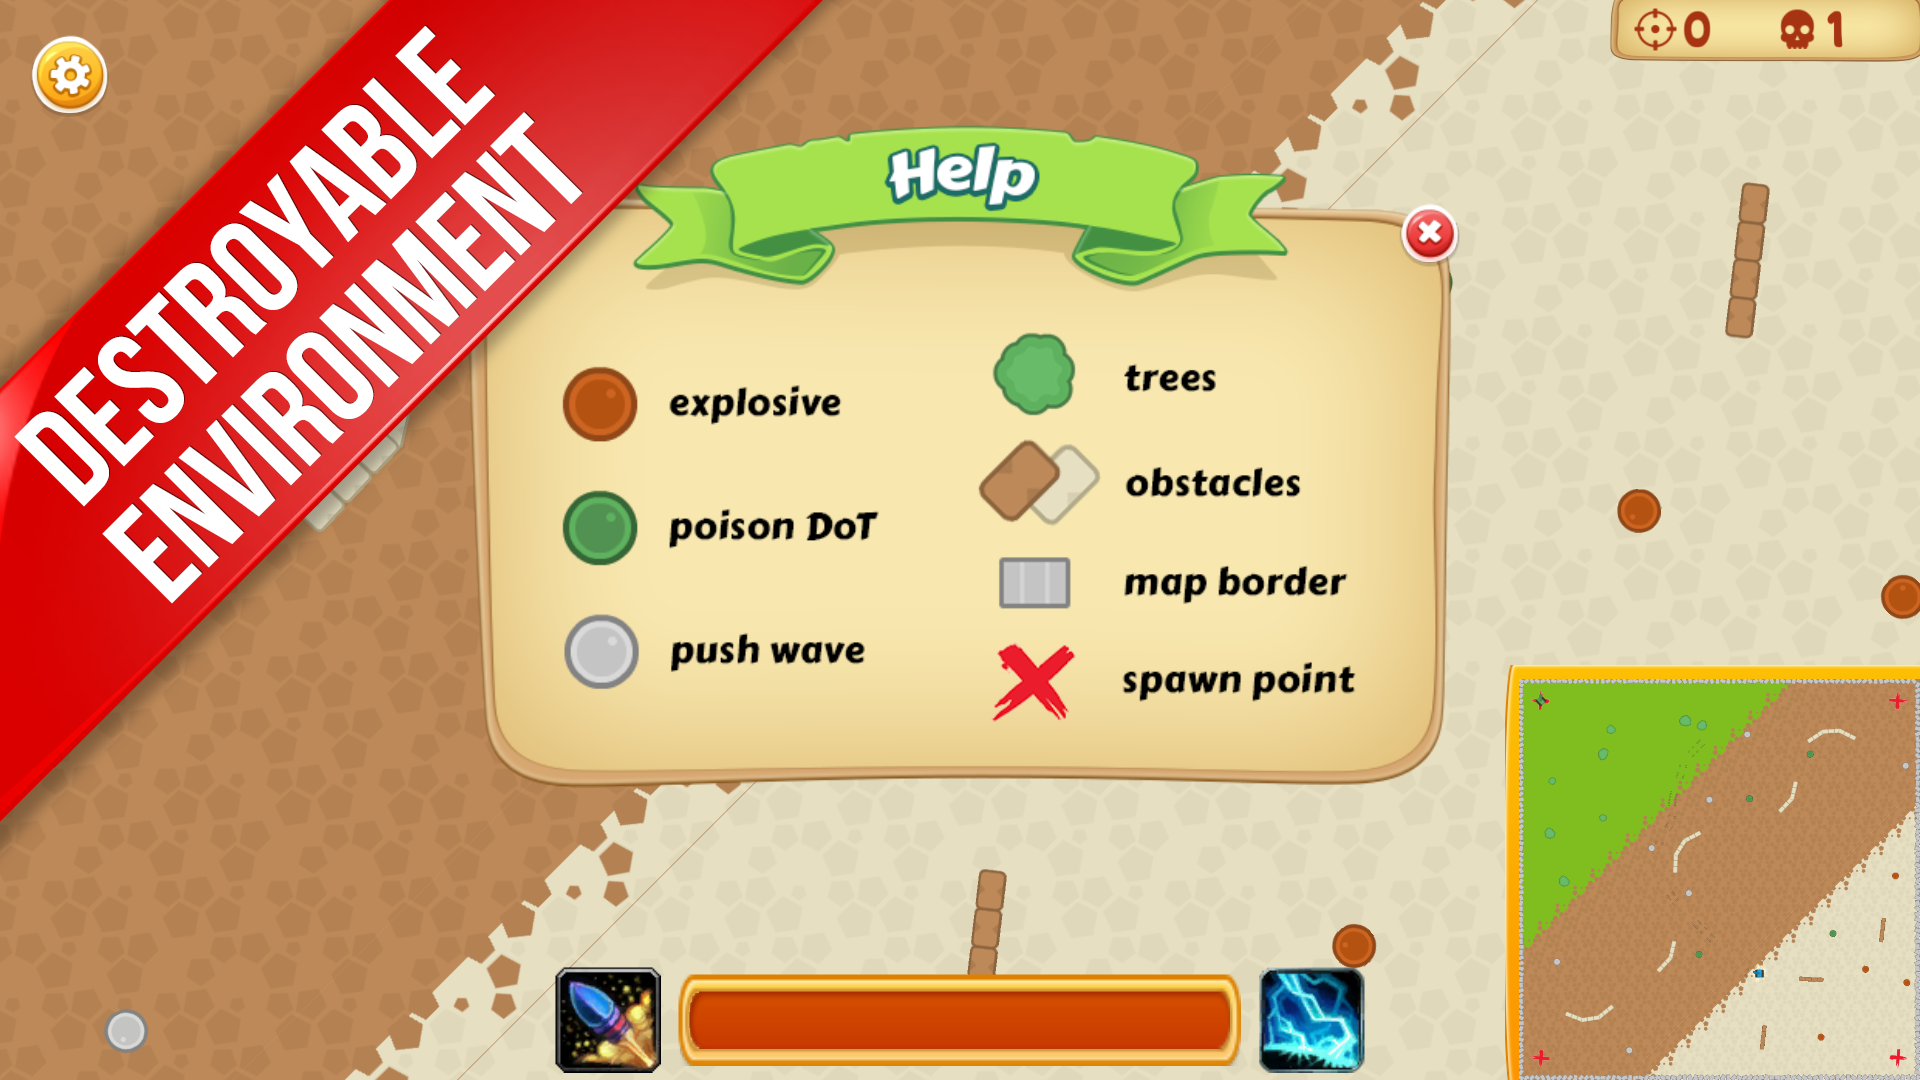 DESTROYABLE
ENVIRONMENT
0
1
Help
explosive
poison DoT
push wave
trees
obstacles
map border
spawn point